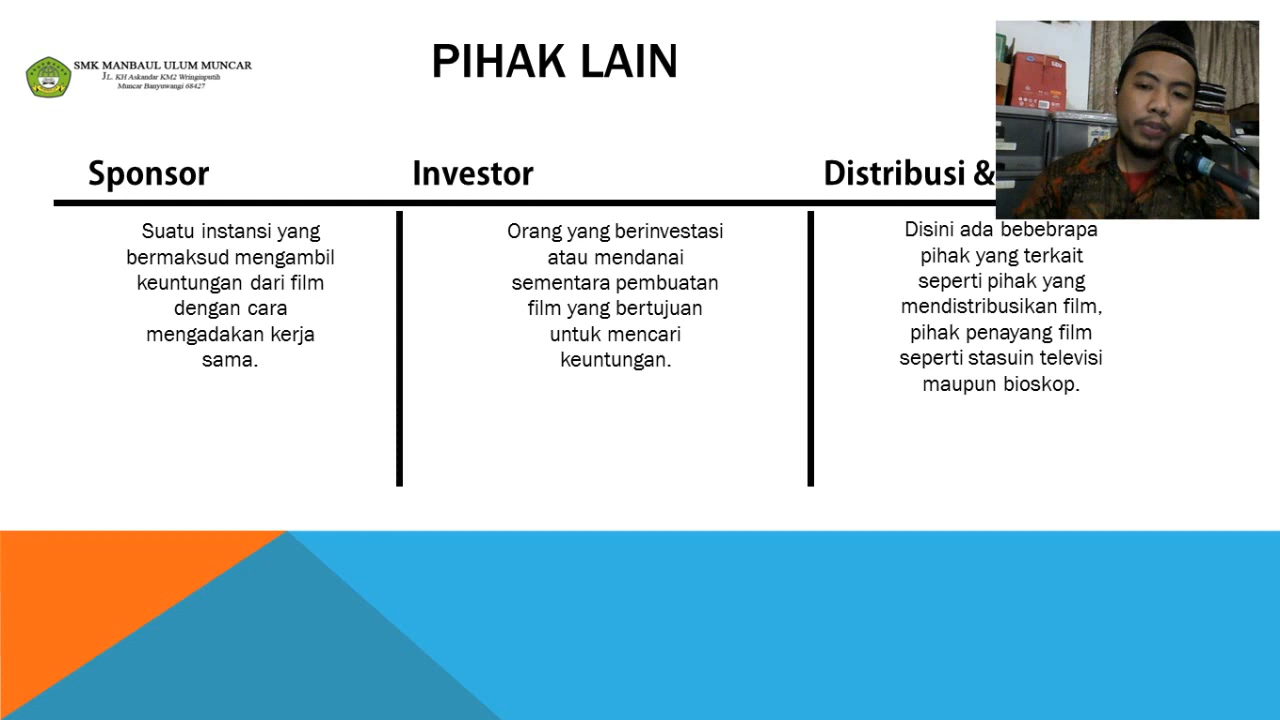 SMK MANBAUL ULUM MUNCAR
JL. KH Askandar KM2 Wringinputih
Muncar Banyuwangi 68427
PIHAK LAIN
Sponsor
Suatu instansi yang
bermaksud mengambil
keuntungan dari film
dengan cara
mengadakan kerja
sama.
Investor
Orang yang berinvestasi
atau mendanai
sementara pembuatan
film yang bertujuan
untuk mencari
keuntungan.
Distribusi &
Disini ada bebebrapa
pihak yang terkait
seperti pihak yang
mendistribusikan film,
pihak penayang film
seperti stasuin televisi
maupun bioskop.